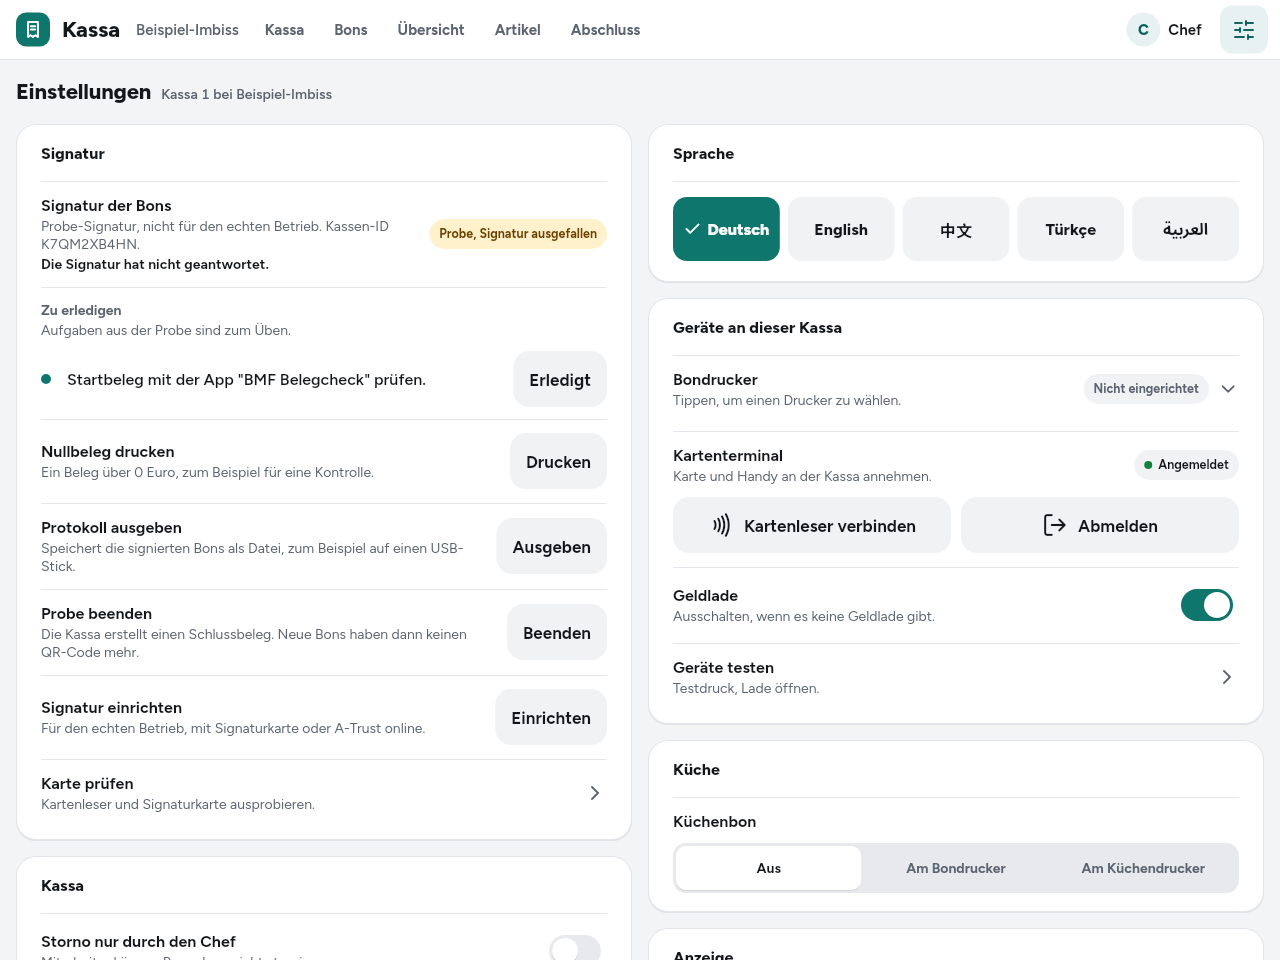 Kassa Beispiel-Imbiss Kassa Bons Übersicht Artikel Abschluss C Chef
Einstellungen Kassa 1 bei Beispiel-Imbiss
Signatur
Signatur der Bons
Probe-Signatur, nicht für den echten Betrieb. Kassen-ID
K7QM2XB4HN.
Die Signatur hat nicht geantwortet.
Probe, Signatur ausgefallen
Zu erledigen
Aufgaben aus der Probe sind zum Üben.
Startbeleg mit der App "BMF Belegcheck" prüfen.
Erledigt
Nullbeleg drucken
Ein Beleg über 0 Euro, zum Beispiel für eine Kontrolle.
Drucken
Protokoll ausgeben
Speichert die signierten Bons als Datei, zum Beispiel auf einen USB-
Stick.
Ausgeben
Probe beenden
Die Kassa erstellt einen Schlussbeleg. Neue Bons haben dann keinen
QR-Code mehr.
Beenden
Signatur einrichten
Für den echten Betrieb, mit Signaturkarte oder A-Trust online.
Einrichten
Karte prüfen
Kartenleser und Signaturkarte ausprobieren.
Kassa
Storno nur durch den Chef
Sprache
Deutsch English 中文 Türkçe العربية
Geräte an dieser Kassa
Bondrucker
Tippen, um einen Drucker zu wählen.
Nicht eingerichtet
Kartenterminal
Karte und Handy an der Kassa annehmen.
Angemeldet
Kartenleser verbinden Abmelden
Geldlade
Ausschalten, wenn es keine Geldlade gibt.
Geräte testen
Testdruck, Lade öffnen.
Küche
Küchenbon
Aus Am Bondrucker Am Küchendrucker
Anzeige